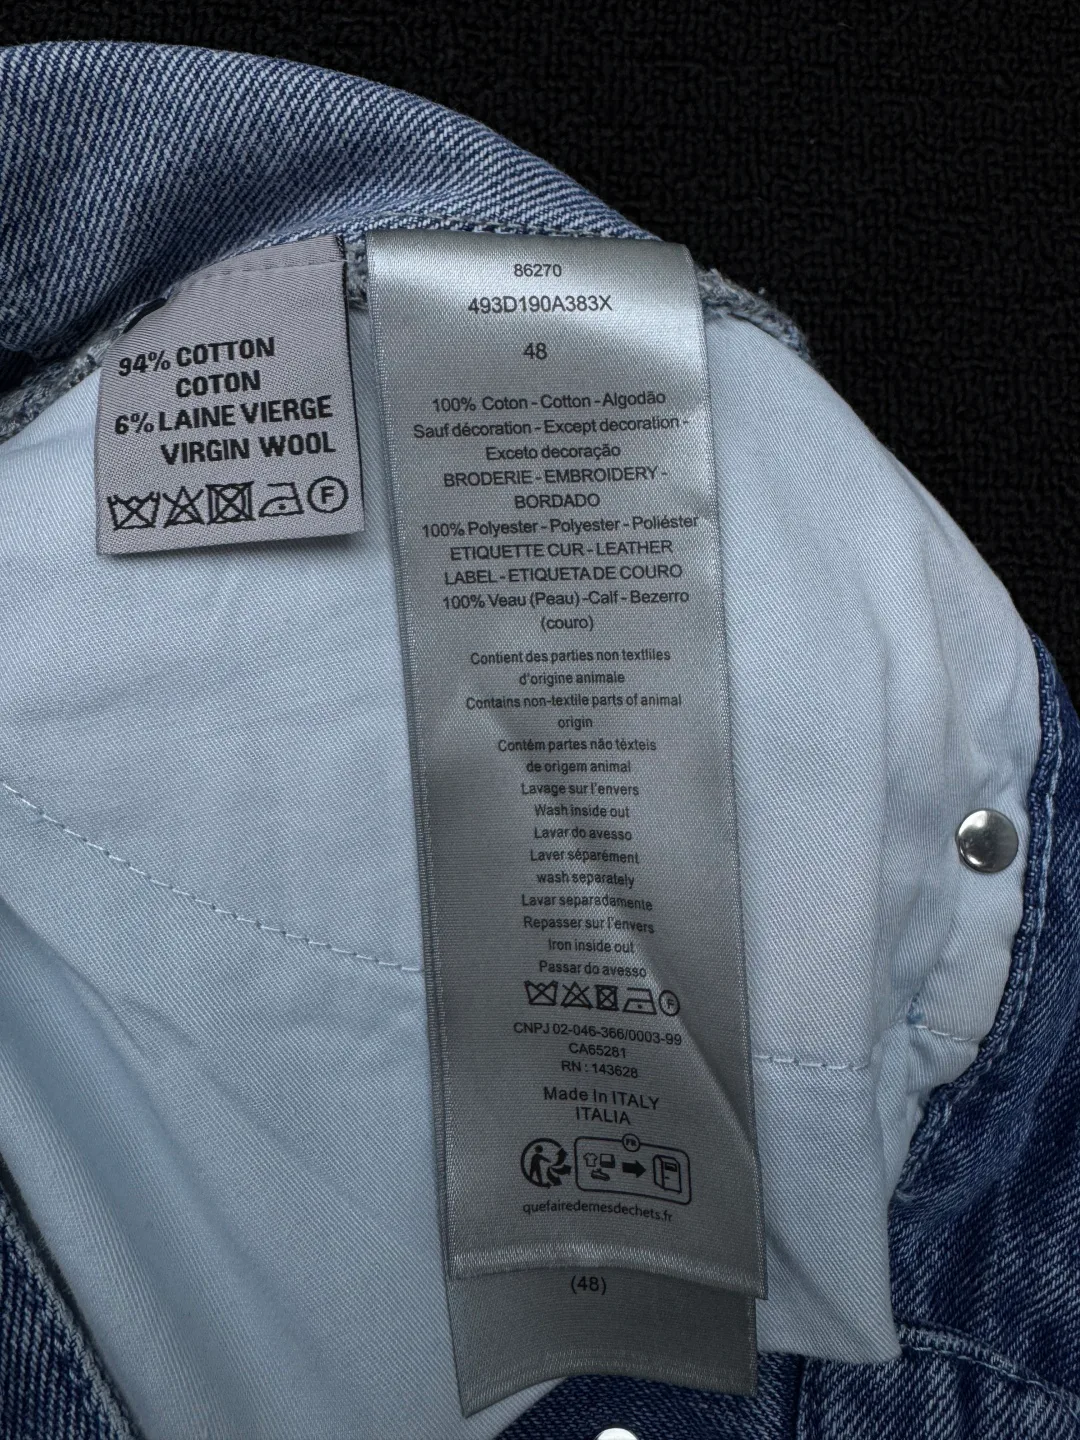 94% COTTON
COTON
6% LAINE VIERGE
VIRGIN WOOL
F
86270
493D190A383X
48
100% Coton - Cotton - Algodão
Sauf décoration - Except decoration -
Exceto decoração
BRODERIE - EMBROIDERY -
BORDADO
100% Polyester - Polyester - Poliéster
ETIQUETTE CUR - LEATHER
LABEL - ETIQUETA DE COURO
100% Veau (Peau) -Calf - Bezerro
(couro)
Contient des parties non textfiles
d'origine animale
Contains non-textile parts of animal
origin
Contém partes não têxteis
de origem animal
Lavage sur l'envers
Wash inside out
Lavar do avesso
Laver séparément
wash separately
Lavar separadamente
Repasser sur l'envers
Iron inside out
Passar do avesso
F
CNPJ 02-046-366/0003-99
CA65281
RN : 143628
Made In ITALY
ITALIA
FR
quefairedemesdechets.fr
(48)